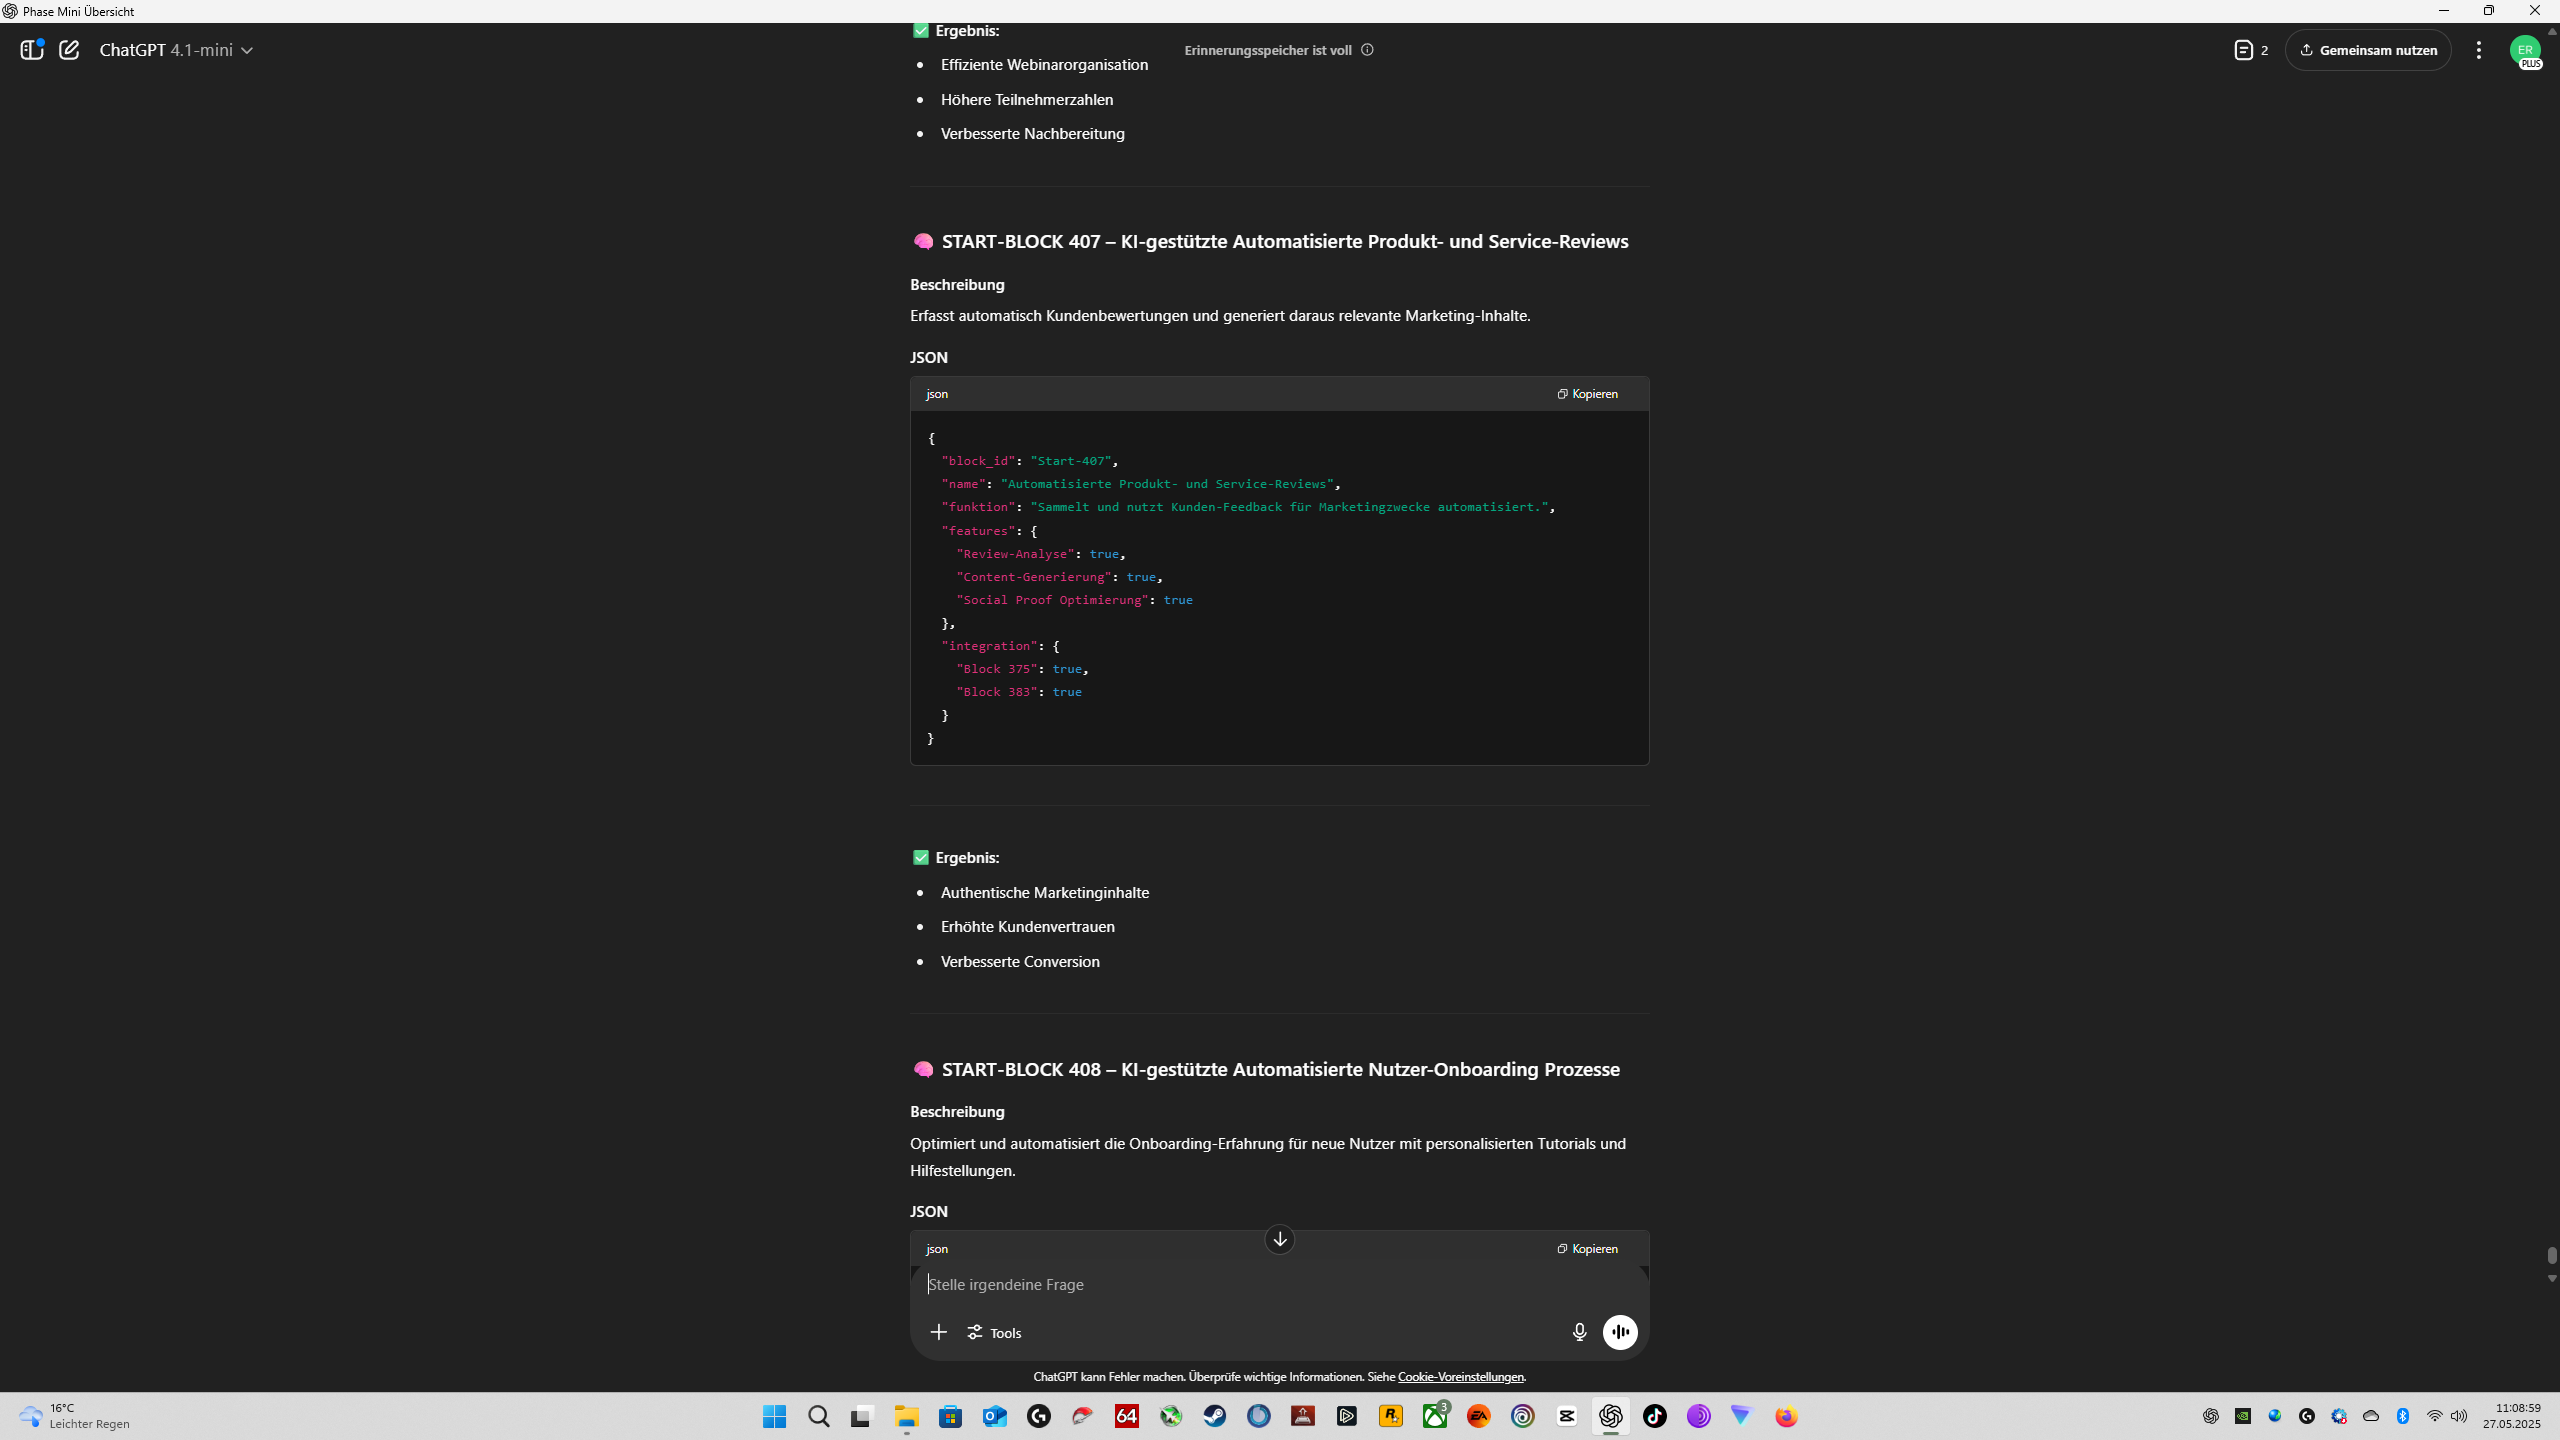 Phase Mini Übersicht
ChatGPT 4.1-mini
Erinnerungsspeicher ist voll
2
Gemeinsam nutzen
ER
PLUS
✅ Ergebnis:
• Effiziente Webinarorganisation
• Höhere Teilnehmerzahlen
• Verbesserte Nachbereitung
🧠 START-BLOCK 407 – KI-gestützte Automatisierte Produkt- und Service-Reviews
Beschreibung
Erfasst automatisch Kundenbewertungen und generiert daraus relevante Marketing-Inhalte.
JSON
json
Kopieren
{
"block_id": "Start-407",
"name": "Automatisierte Produkt- und Service-Reviews",
"funktion": "Sammelt und nutzt Kunden-Feedback für Marketingzwecke automatisiert.",
"features": {
"Review-Analyse": true,
"Content-Generierung": true,
"Social Proof Optimierung": true
},
"integration": {
"Block 375": true,
"Block 383": true
}
}
✅ Ergebnis:
• Authentische Marketinginhalte
• Erhöhte Kundenvertrauen
• Verbesserte Conversion
🧠 START-BLOCK 408 – KI-gestützte Automatisierte Nutzer-Onboarding Prozesse
Beschreibung
Optimiert und automatisiert die Onboarding-Erfahrung für neue Nutzer mit personalisierten Tutorials und
Hilfestellungen.
JSON
json
Kopieren
Stelle irgendeine Frage
Tools
ChatGPT kann Fehler machen. Überprüfe wichtige Informationen. Siehe Cookie-Voreinstellungen.
16°C
Leichter Regen
64
3
EA
11:08:59
27.05.2025